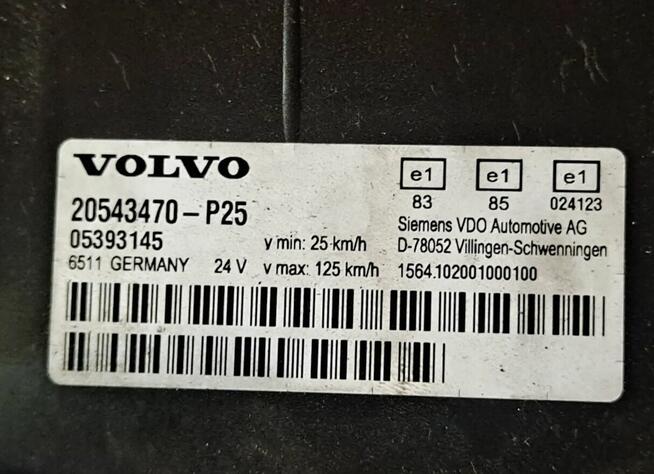 VOLVO
20543470-P25
05393145
6511 GERMANY 24 V
v min: 25 km/h
v max: 125 km/h
e1 e1 e1
83 85 024123
Siemens VDO Automotive AG
D-78052 Villingen-Schwenningen
1564.102001000100